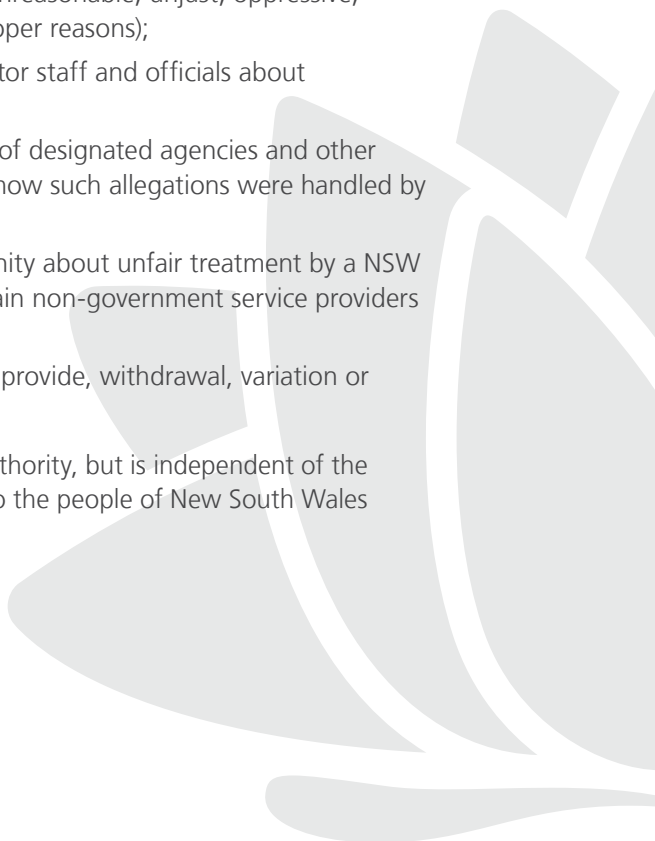 unreasonable, unjust, oppressive,
oper reasons);
tor staff and officials about
of designated agencies and other
how such allegations were handled by
nity about unfair treatment by a NSW
ain non-government service providers
provide, withdrawal, variation or
thority, but is independent of the
o the people of New South Wales